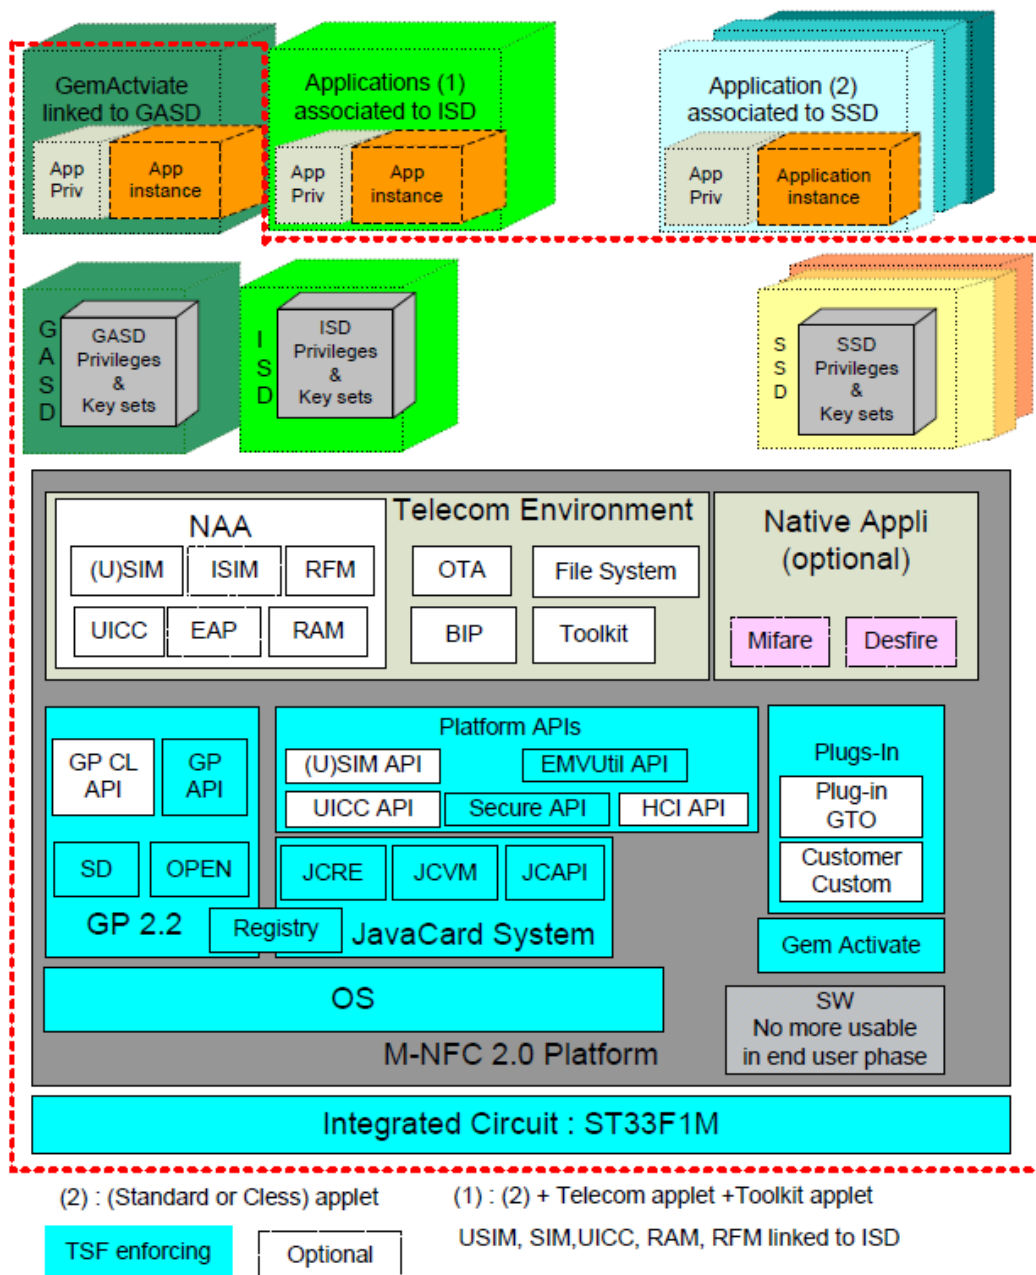 GemActviate
linked to GASD
App
Priv
App
instance
Applications (1)
associated to ISD
App
Priv
App
instance
Application (2)
associated to SSD
App
Priv
Application
instance
G
A
S
D
GASD
Privileges
&
Key sets
I
S
D
ISD
Privileges
&
Key sets
S
S
D
SSD
Privileges
&
Key sets
NAA
(U)SIM
ISIM
RFM
UICC
EAP
RAM
Telecom Environment
OTA
File System
BIP
Toolkit
Native Appli
(optional)
Mifare
Desfire
GP CL
API
GP
API
SD
OPEN
GP 2.2
Registry
Platform APIs
(U)SIM API
EMVUtil API
UICC API
Secure API
HCI API
JCRE
JCVM
JCAPI
JavaCard System
Plugs-In
Plug-in
GTO
Customer
Custom
Gem Activate
OS
SW
No more usable
in end user phase
M-NFC 2.0 Platform
Integrated Circuit : ST33F1M
(2) : (Standard or Cless) applet
(1) : (2) + Telecom applet +Toolkit applet
USIM, SIM,UICC, RAM, RFM linked to ISD
TSF enforcing
Optional